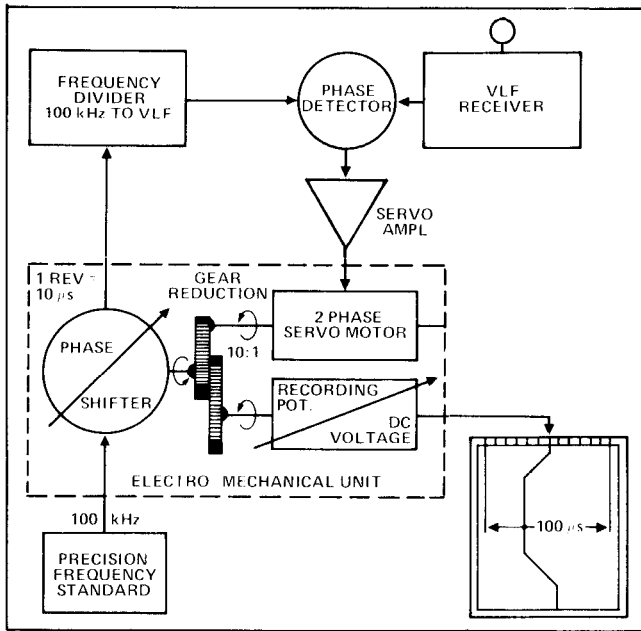 FREQUENCY
DIVIDER
100 kHz TO VLF
PHASE
DETECTOR
VLF
RECEIVER
SERVO
AMPL
1 REV =
10 μs
GEAR
REDUCTION
2 PHASE
SERVO MOTOR
10:1
PHASE
SHIFTER
RECORDING
POT.
DC
VOLTAGE
ELECTRO MECHANICAL UNIT
100 μs
100 kHz
PRECISION
FREQUENCY
STANDARD